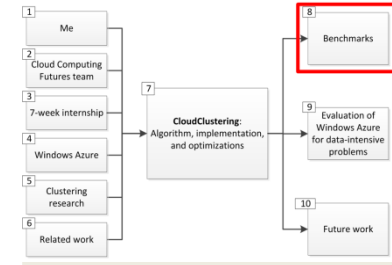 1
Me
2
Cloud Computing
Futures team
3
7-week internship
4
Windows Azure
5
Clustering
research
6
Related work
7
CloudClustering:
Algorithm, implementation,
and optimizations
8
Benchmarks
9
Evaluation of
Windows Azure
for data-intensive
problems
10
Future work